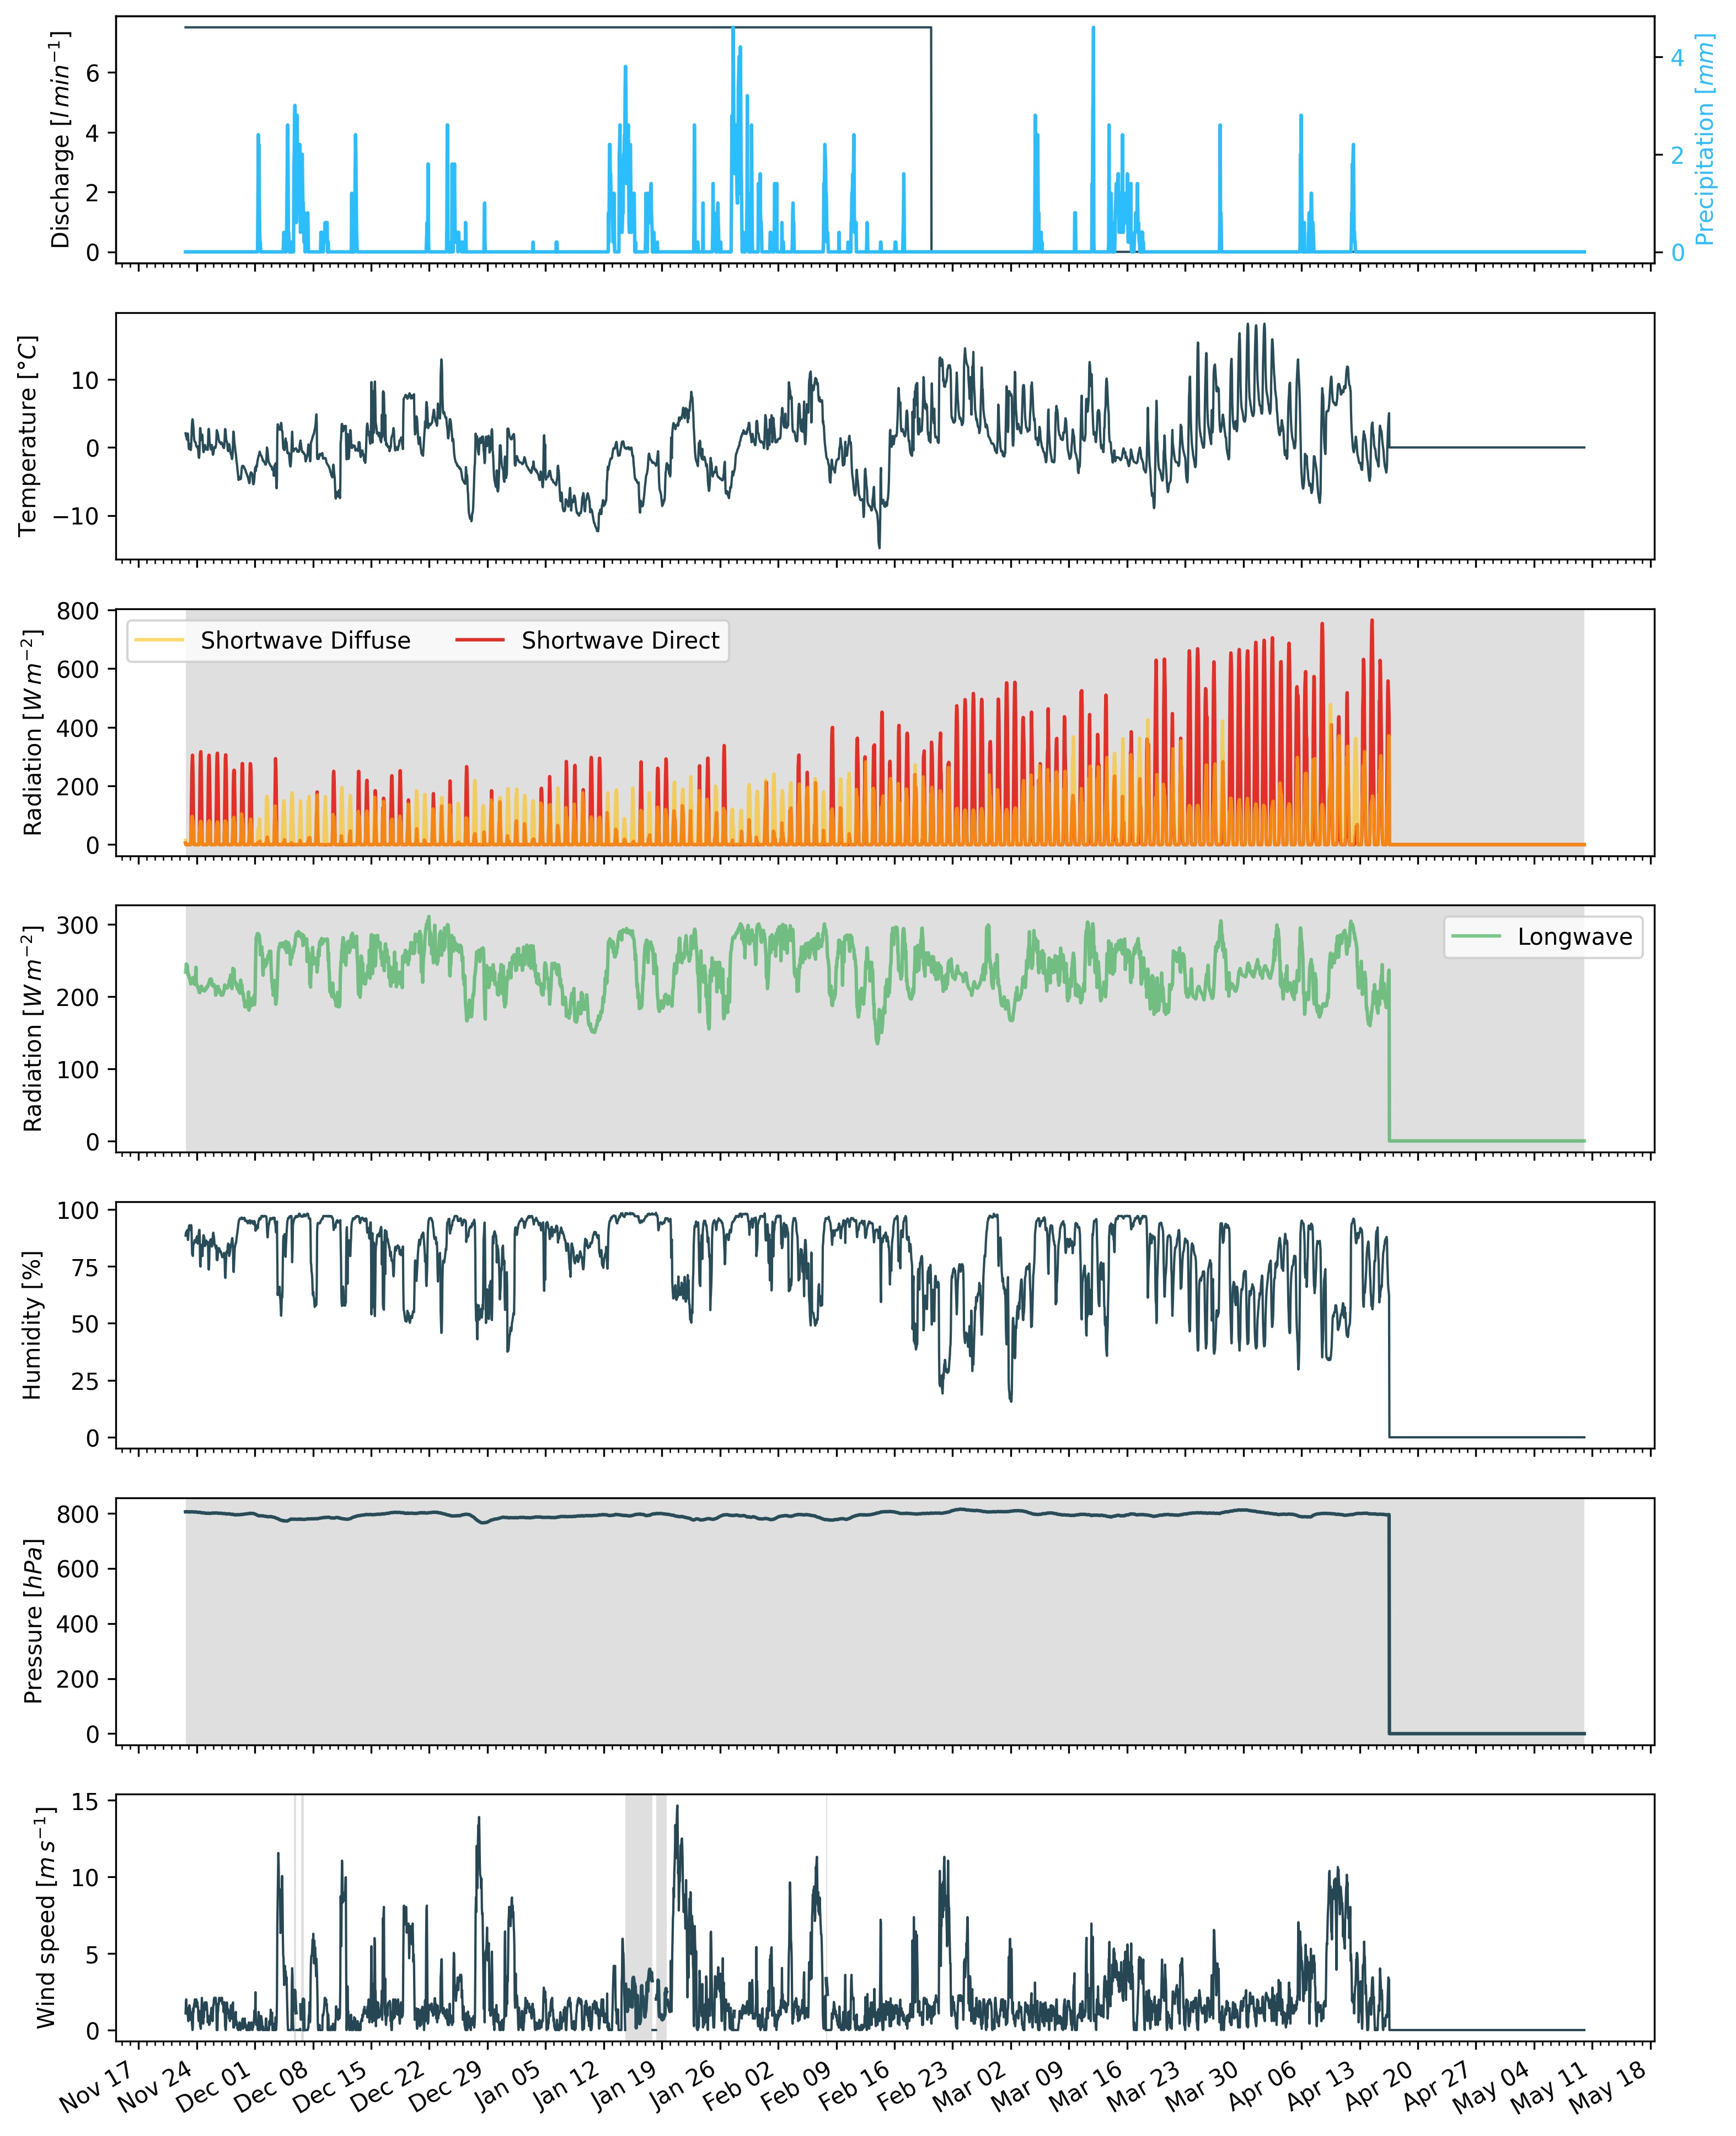 Discharge [l min⁻¹]
6
4
2
0
4
2
0
Precipitation [mm]
Temperature [°C]
10
0
−10
Radiation [W m⁻²]
800
600
400
200
0
Shortwave Diffuse
Shortwave Direct
Radiation [W m⁻²]
300
200
100
0
Longwave
Humidity [%]
100
75
50
25
0
Pressure [hPa]
800
600
400
200
0
Wind speed [m s⁻¹]
15
10
5
0
Nov 17
Nov 24
Dec 01
Dec 08
Dec 15
Dec 22
Dec 29
Jan 05
Jan 12
Jan 19
Jan 26
Feb 02
Feb 09
Feb 16
Feb 23
Mar 02
Mar 09
Mar 16
Mar 23
Mar 30
Apr 06
Apr 13
Apr 20
Apr 27
May 04
May 11
May 18